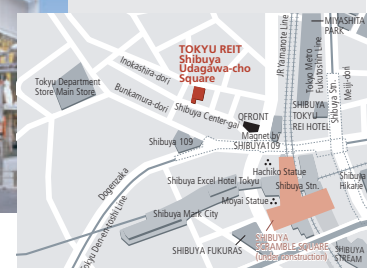 MIYASHITA
PARK
TOKYU REIT
Shibuya
Udagawa-cho
Square
JR Yamanote Line
Tokyo Metro
Fukutoshin Line
Meiji-dori
Shibuya Stn.
Inokashira-dori
Tokyu Department
Store Main Store
Bunkamura-dori
Shibuya Center-gai
QFRONT
SHIBUYA
TOKYU
REI HOTEL
Magnet by
SHIBUYA109
Shibuya 109
Hachiko Statue
Shibuya Excel Hotel Tokyu
Shibuya Stn.
Shibuya
Hikarie
Dogenzaka
Moyai Statue
Shibuya Mark City
Tokyu Den-en-toshi Line
SHIBUYA FUKURAS
SHIBUYA
SCRAMBLE SQUARE
(under construction)
SHIBUYA
STREAM